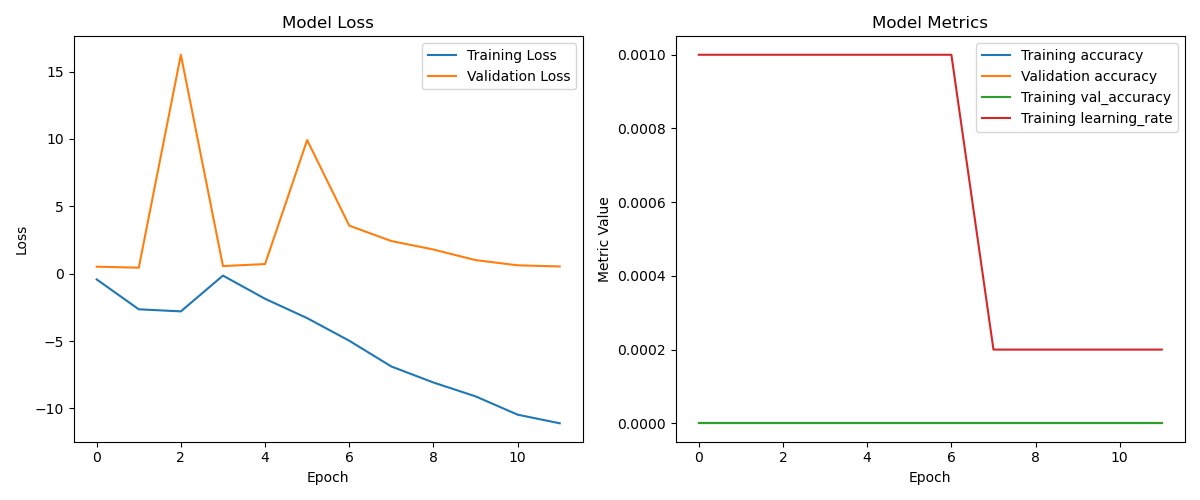 Model Loss
Training Loss
Validation Loss
15
10
5
0
−5
−10
Loss
0 2 4 6 8 10
Epoch
Model Metrics
Training accuracy
Validation accuracy
Training val_accuracy
Training learning_rate
0.0010
0.0008
0.0006
0.0004
0.0002
0.0000
Metric Value
0 2 4 6 8 10
Epoch